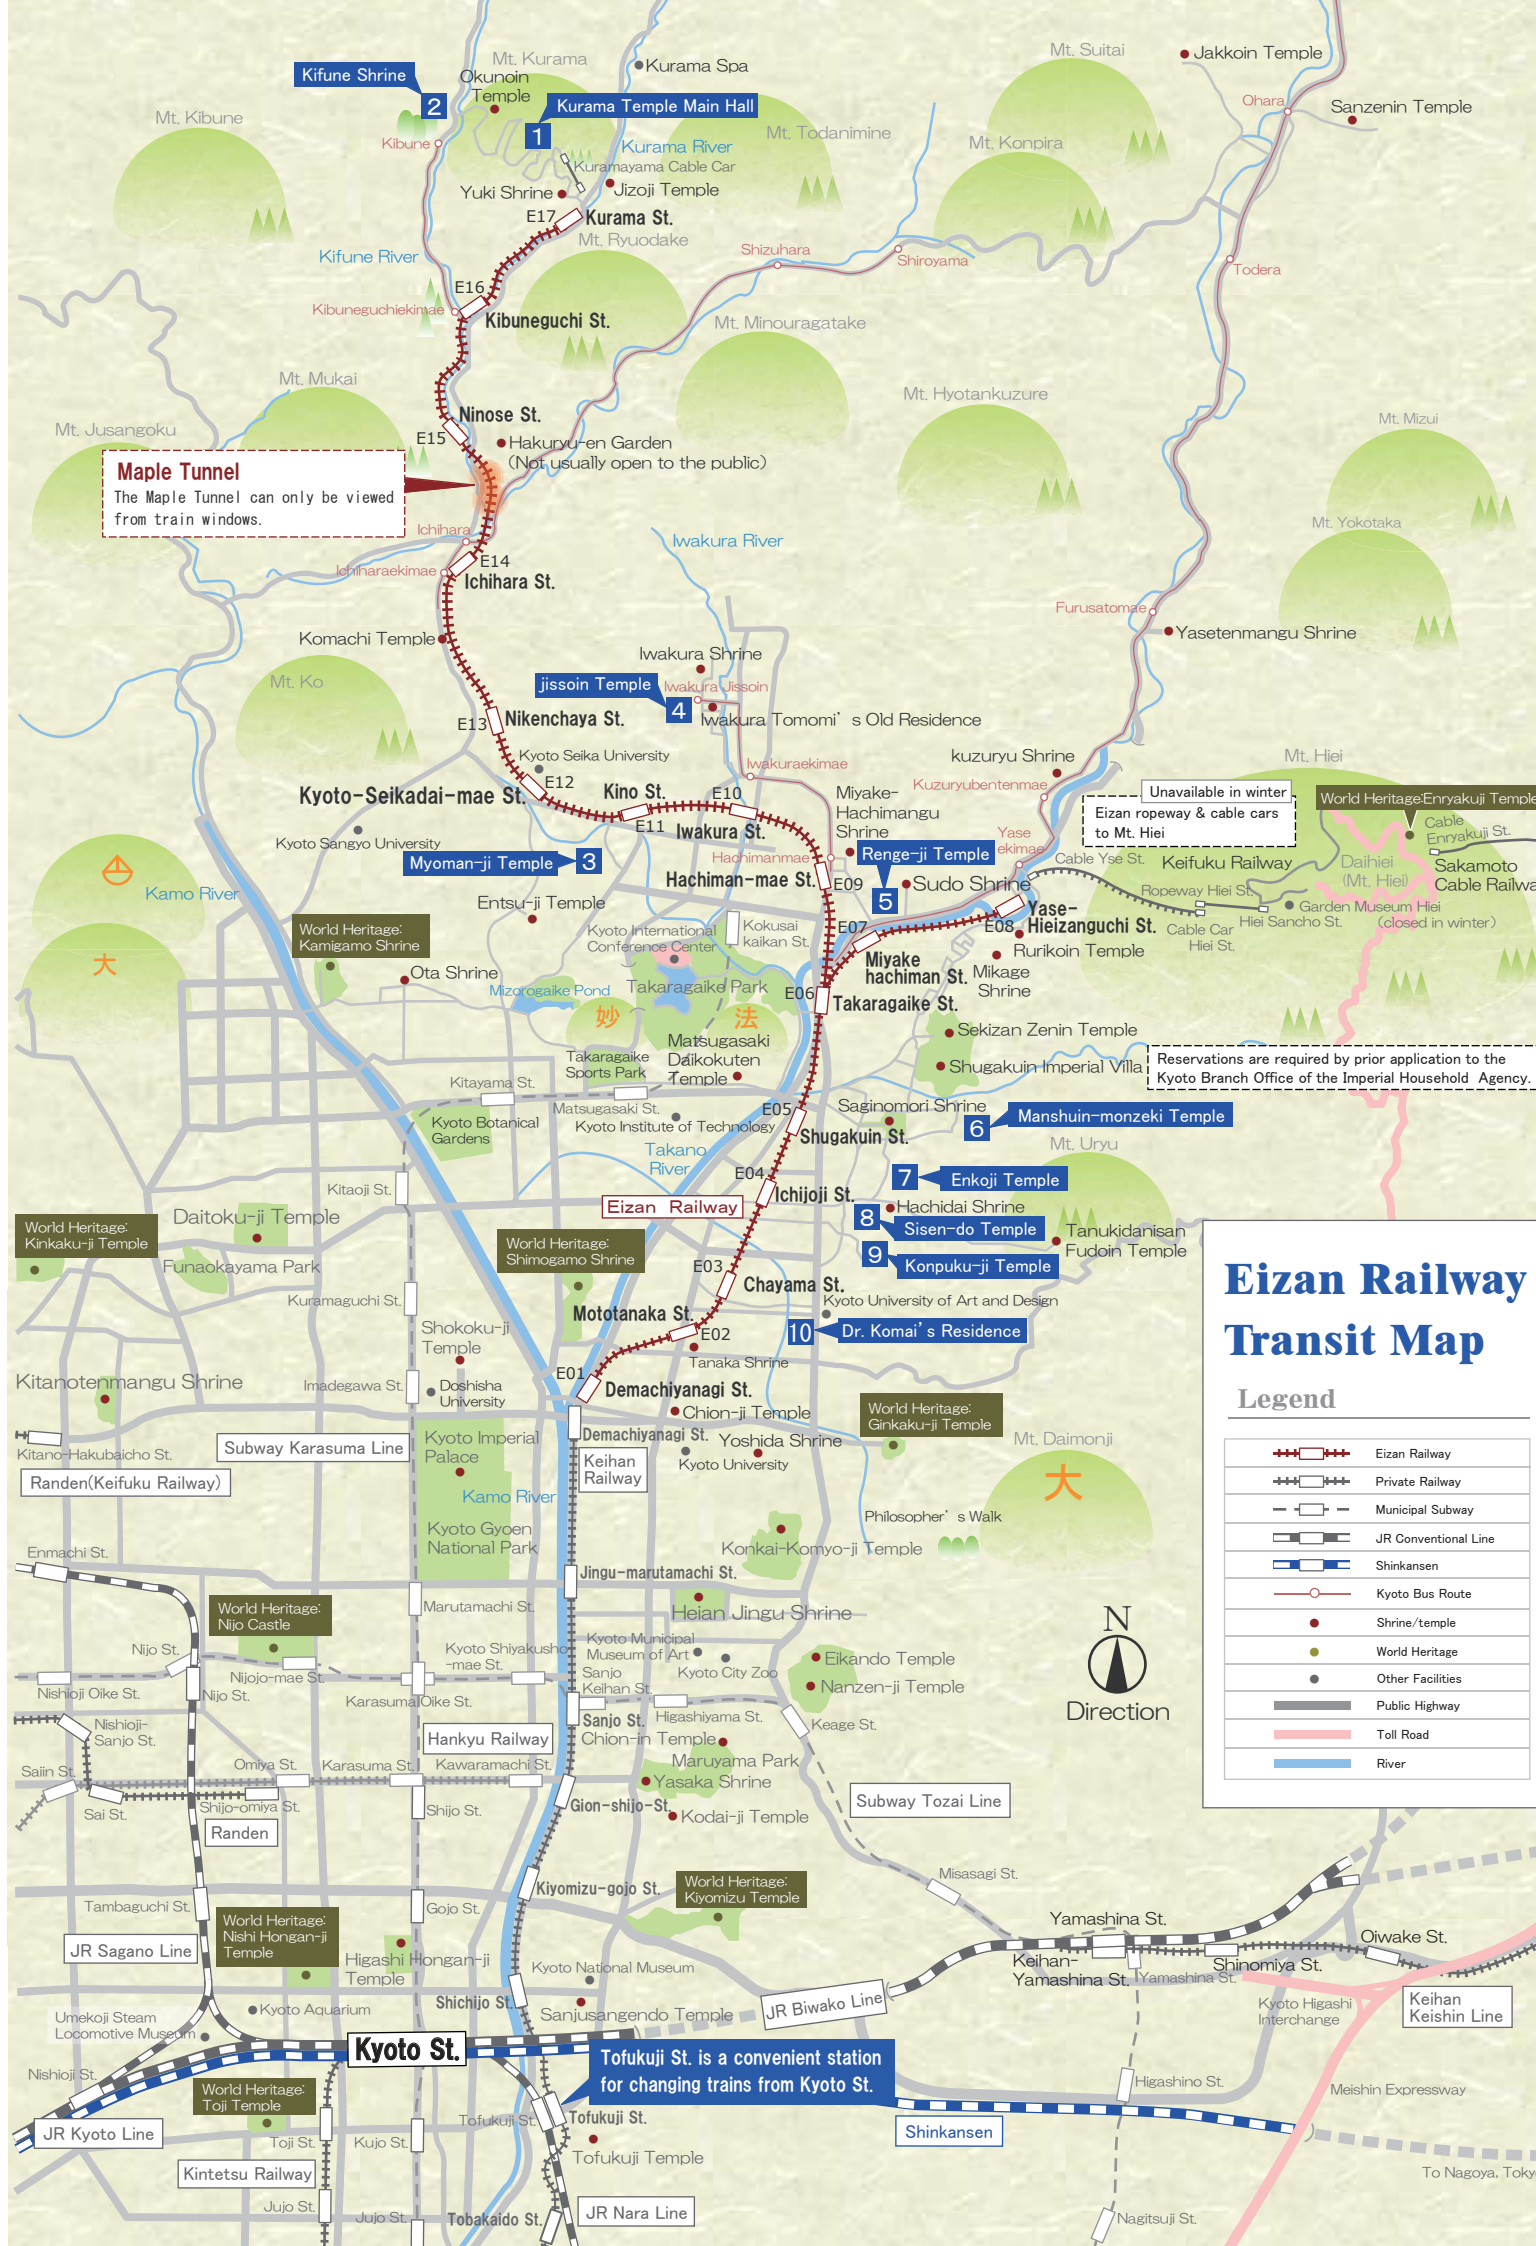 Mt. Suitai
Jakkoin Temple
Mt. Kurama
Kurama Spa
Kifune Shrine
Okunoin
Temple
2
Kurama Temple Main Hall
1
Ohara
Sanzenin Temple
Mt. Kibune
Kibune
Mt. Todanimine
Mt. Konpira
Kurama River
Kuramayama Cable Car
Yuki Shrine
Jizoji Temple
E17
Kurama St.
Mt. Ryuodake
Kifune River
Shizuhara
Shiroyama
Todera
E16
Kibuneguchiekimae
Kibuneguchi St.
Mt. Minouragatake
Mt. Mukai
Mt. Hyotankuzure
Mt. Jusangoku
Ninose St.
E15
Mt. Mizui
Hakuryu-en Garden
(Not usually open to the public)
Maple Tunnel
The Maple Tunnel can only be viewed
from train windows.
Mt. Yokotaka
Ichihara
Iwakura River
E14
Ichiharaekimae
Ichihara St.
Furusatomae
Yasetenmangu Shrine
Komachi Temple
Iwakura Shrine
Mt. Ko
jissoin Temple
Iwakura Jissoin
4
Iwakura Tomomi's Old Residence
E13
Nikenchaya St.
Kyoto Seika University
kuzuryu Shrine
Mt. Hiei
Iwakuraekimae
Kuzuryubentenmae
E12
Kyoto-Seikadai-mae St.
Kino St.
E10
Miyake-
Hachimangu
Shrine
Unavailable in winter
Eizan ropeway & cable cars
to Mt. Hiei
World Heritage:Enryakuji Temple
E11
Iwakura St.
Cable
Enryakuji St.
Kyoto Sangyo University
Yase
ekimae
Myoman-ji Temple
3
Hachimanmae
Renge-ji Temple
Cable Yse St.
Keifuku Railway
Daihiei
(Mt. Hiei)
Sakamoto
Cable Railwa
Hachiman-mae St.
E09
Sudo Shrine
5
Ropeway Hiei St.
Kamo River
Entsu-ji Temple
Garden Museum Hiei
(closed in winter)
Yase-
Hieizanguchi St.
E08
Cable Car
Hiei St.
Hiei Sancho St.
World Heritage:
Kamigamo Shrine
Kyoto International
Conference Center
Kokusai
kaikan St.
E07
Rurikoin Temple
Miyake
hachiman St.
Mikage
Shrine
大
Ota Shrine
Mizorogaike Pond
Takaragaike Park
E06
Takaragaike St.
妙
法
Sekizan Zenin Temple
Matsugasaki
Daikokuten
Temple
Takaragaike
Sports Park
Shugakuin Imperial Villa
Reservations are required by prior application to the
Kyoto Branch Office of the Imperial Household Agency.
Kitayama St.
Matsugasaki St.
E05
Saginomori Shrine
6
Manshuin-monzeki Temple
Kyoto Botanical
Gardens
Kyoto Institute of Technology
Shugakuin St.
Takano
River
Mt. Uryu
E04
7
Enkoji Temple
Kitaoji St.
Ichijoji St.
Eizan Railway
Hachidai Shrine
8
Sisen-do Temple
Daitoku-ji Temple
World Heritage:
Kinkaku-ji Temple
Tanukidanisan
Fudoin Temple
9
Konpuku-ji Temple
World Heritage:
Shimogamo Shrine
Funaokayama Park
E03
Chayama St.
Kuramaguchi St.
Kyoto University of Art and Design
Mototanaka St.
E02
10
Dr. Komai's Residence
Shokoku-ji
Temple
Tanaka Shrine
Eizan Railway
Transit Map
Legend
Eizan Railway
Private Railway
Municipal Subway
JR Conventional Line
Shinkansen
Kyoto Bus Route
Shrine/temple
World Heritage
Other Facilities
Public Highway
Toll Road
River
E01
Kitanotenmangu Shrine
Imadegawa St.
Doshisha
University
Demachiyanagi St.
Chion-ji Temple
World Heritage:
Ginkaku-ji Temple
Kitano-Hakubaicho St.
Subway Karasuma Line
Kyoto Imperial
Palace
Demachiyanagi St.
Keihan
Railway
Yoshida Shrine
Kyoto University
Mt. Daimonji
大
Randen(Keifuku Railway)
Kamo River
Philosopher's Walk
Kyoto Gyoen
National Park
Konkai-Komyo-ji Temple
Enmachi St.
Jingu-marutamachi St.
World Heritage:
Nijo Castle
Marutamachi St.
Heian Jingu Shrine
N
Direction
Nijo St.
Kyoto Shiyakusho
-mae St.
Kyoto Municipal
Museum of Art
Kyoto City Zoo
Eikando Temple
Nijojo-mae St.
Sanjo
Keihan St.
Nanzen-ji Temple
Nishioji Oike St.
Nijo St.
Karasuma Oike St.
Nishioji-
Sanjo St.
Sanjo St.
Higashiyama St.
Keage St.
Hankyu Railway
Chion-in Temple
Maruyama Park
Saiin St.
Omiya St.
Karasuma St.
Kawaramachi St.
Yasaka Shrine
Sai St.
Shijo-omiya St.
Shijo St.
Gion-shijo-St.
Kodai-ji Temple
Subway Tozai Line
Randen
Misasagi St.
World Heritage:
Kiyomizu Temple
Kiyomizu-gojo St.
Tambaguchi St.
Gojo St.
Yamashina St.
World Heritage:
Nishi Hongan-ji
Temple
Oiwake St.
JR Sagano Line
Higashi Hongan-ji
Temple
Keihan-
Yamashina St.
Yamashina St.
Shinomiya St.
Kyoto National Museum
Shichijo St.
Sanjusangendo Temple
JR Biwako Line
Kyoto Higashi
Interchange
Keihan
Keishin Line
Umekoji Steam
Locomotive Museum
Kyoto Aquarium
Kyoto St.
Tofukuji St. is a convenient station
for changing trains from Kyoto St.
Nishioji St.
World Heritage:
Toji Temple
Higashino St.
Meishin Expressway
JR Kyoto Line
Toji St.
Kujo St.
Tofukuji St.
Tofukuji St.
Shinkansen
Tofukuji Temple
Kintetsu Railway
To Nagoya, Toky
Jujo St.
Jujo St.
Tobakaido St.
JR Nara Line
Nagitsuji St.